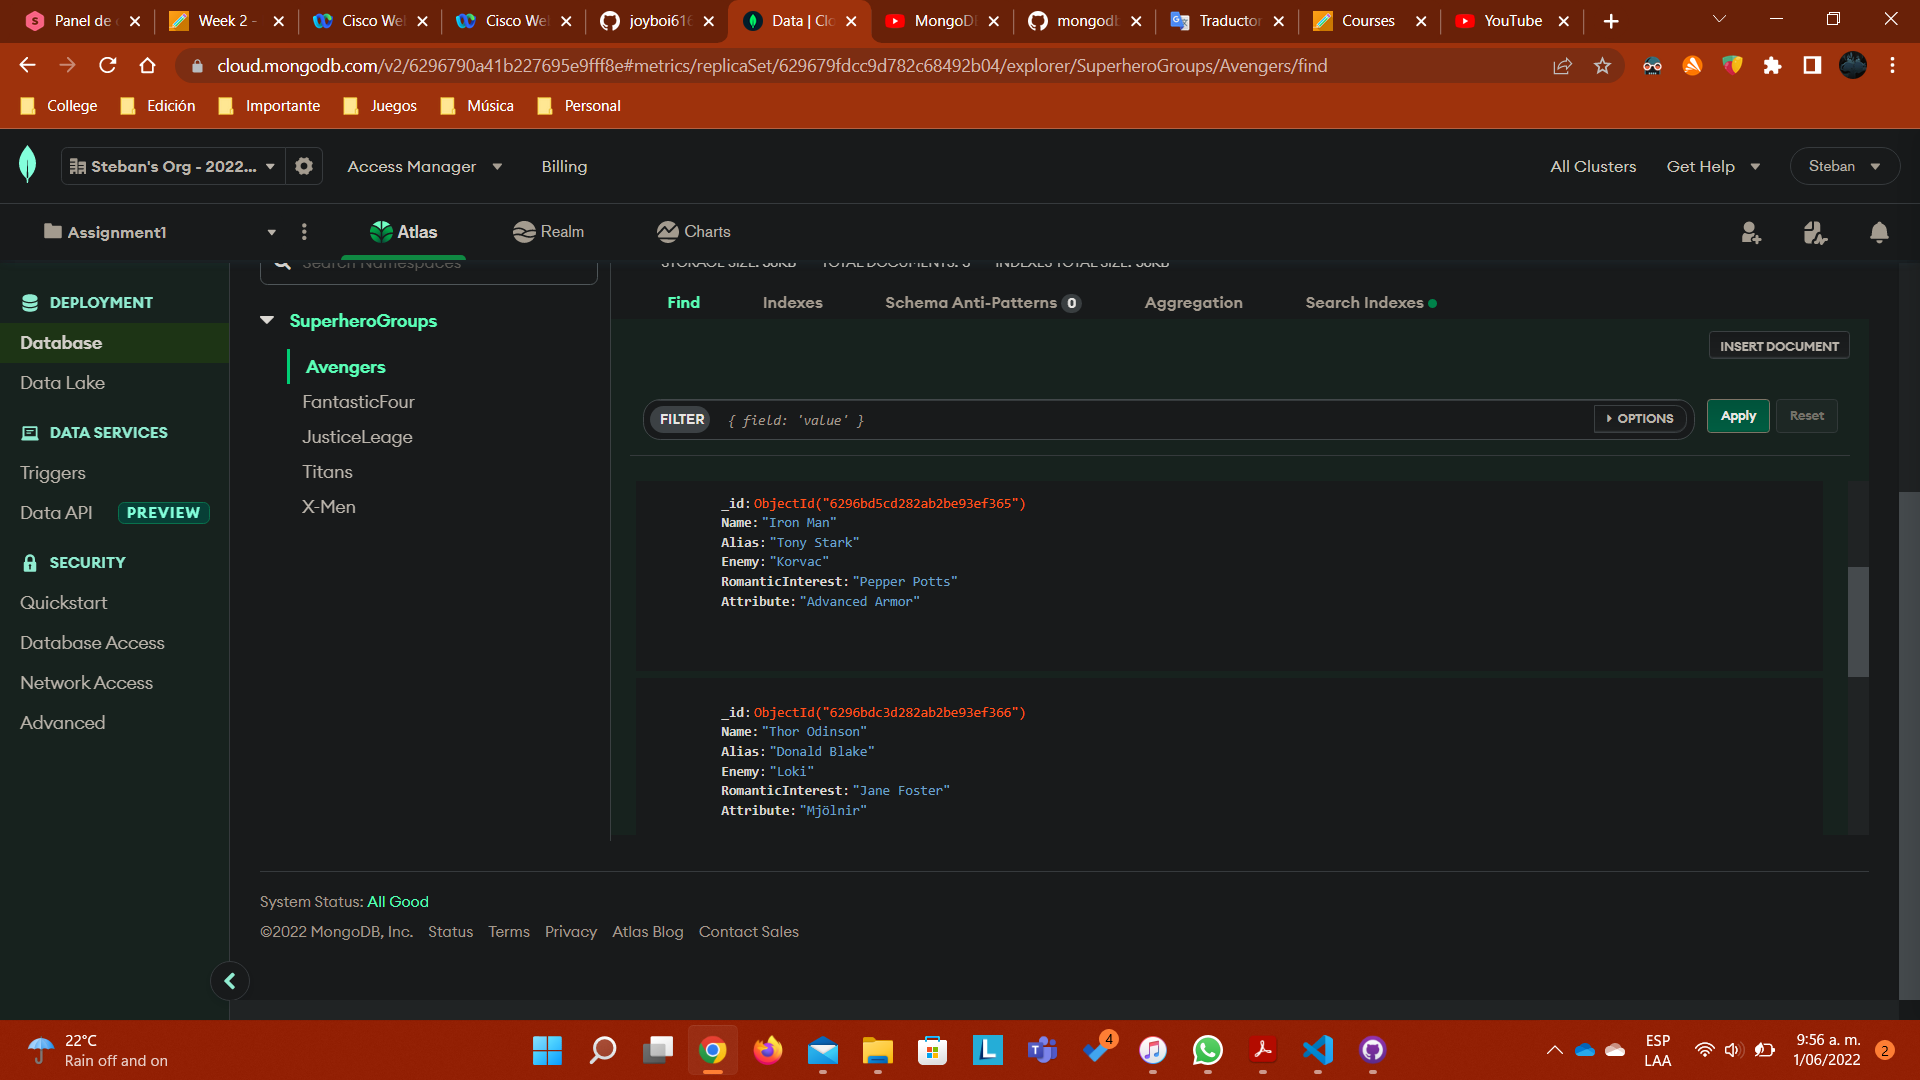 Panel de
Week 2 -
Cisco We
Cisco We
joyboi616
Data | Clo
MongoD
mongodb
Traductor
Courses
YouTube
cloud.mongodb.com/v2/6296790a41b227695e9fff8e#metrics/replicaSet/629679fdcc9d782c68492b04/explorer/SuperheroGroups/Avengers/find
College
Edición
Importante
Juegos
Música
Personal
Steban's Org - 2022...
Access Manager
Billing
All Clusters
Get Help
Steban
Assignment1
Atlas
Realm
Charts
Search Namespaces
STORAGE SIZE: 36KB TOTAL DOCUMENTS: 5 INDEXES TOTAL SIZE: 36KB
DEPLOYMENT
Database
Data Lake
DATA SERVICES
Triggers
Data API PREVIEW
SECURITY
Quickstart
Database Access
Network Access
Advanced
SuperheroGroups
Avengers
FantasticFour
JusticeLeage
Titans
X-Men
Find
Indexes
Schema Anti-Patterns 0
Aggregation
Search Indexes
INSERT DOCUMENT
FILTER { field: 'value' }
OPTIONS
Apply
Reset
_id: ObjectId("6296bd5cd282ab2be93ef365")
Name: "Iron Man"
Alias: "Tony Stark"
Enemy: "Korvac"
RomanticInterest: "Pepper Potts"
Attribute: "Advanced Armor"
_id: ObjectId("6296bdc3d282ab2be93ef366")
Name: "Thor Odinson"
Alias: "Donald Blake"
Enemy: "Loki"
RomanticInterest: "Jane Foster"
Attribute: "Mjölnir"
System Status: All Good
©2022 MongoDB, Inc. Status Terms Privacy Atlas Blog Contact Sales
22°C
Rain off and on
4
ESP
LAA
9:56 a. m.
1/06/2022
2